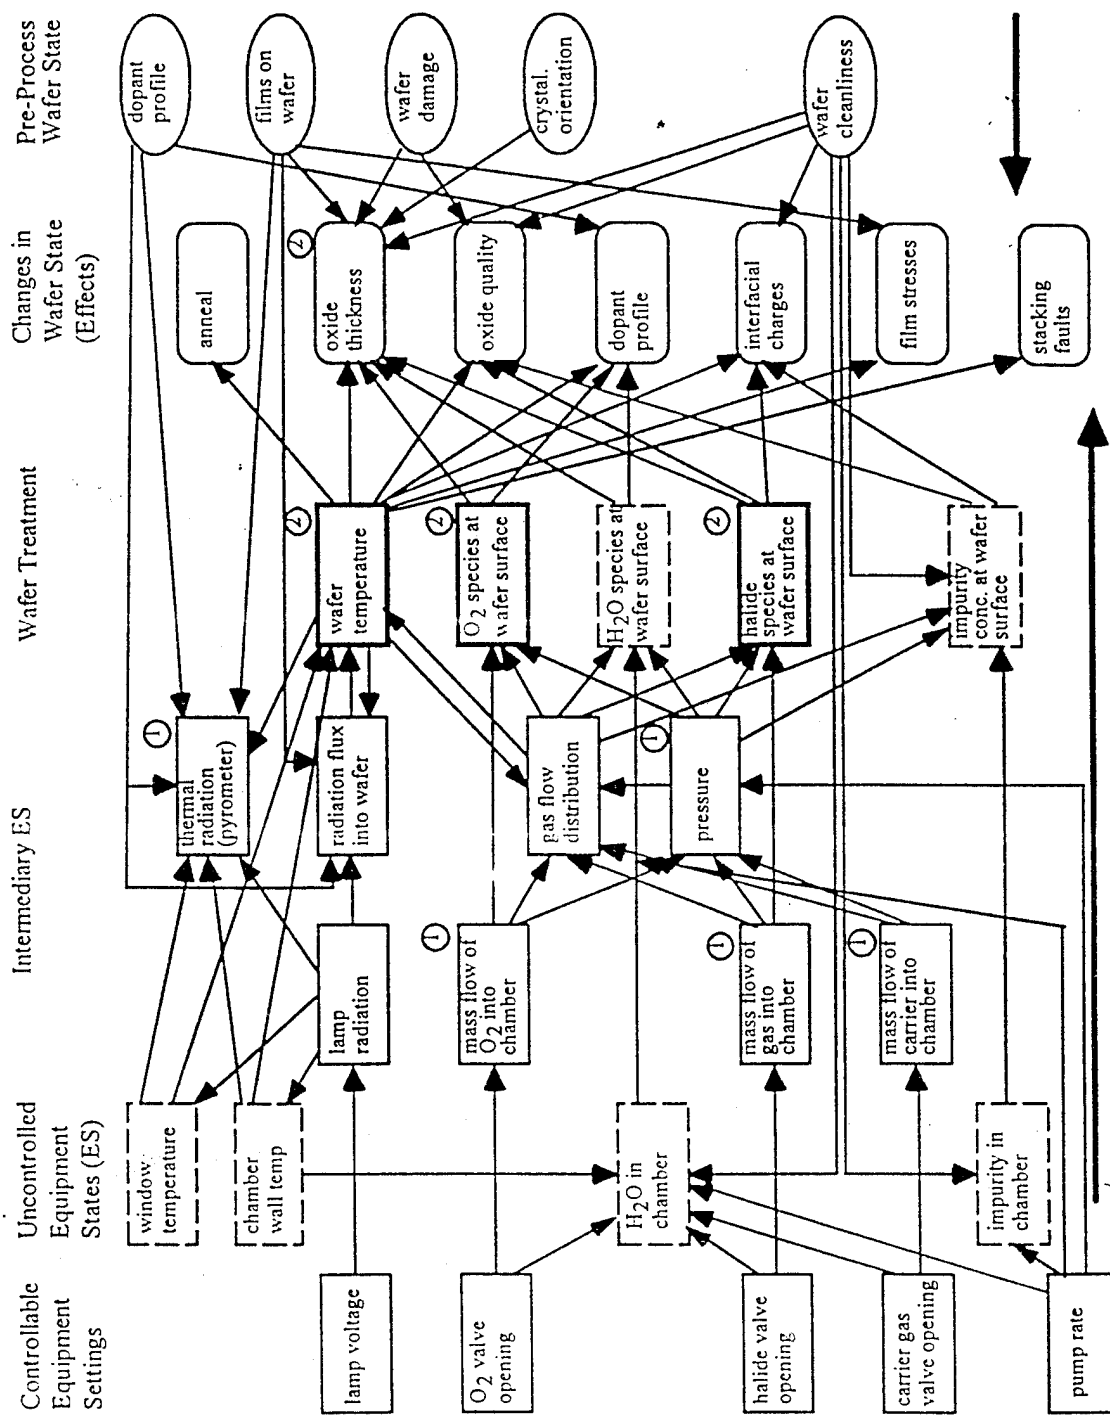 Controllable
Equipment
Settings
Uncontrolled
Equipment
States (ES)
Intermediary ES
Wafer Treatment
Changes in
Wafer State
(Effects)
Pre-Process
Wafer State
lamp voltage
O2 valve
opening
halide valve
opening
carrier gas
valve opening
pump rate
window
temperature
chamber
wall temp
H2O in
chamber
impurity in
chamber
lamp
radiation
1
mass flow of
O2 into
chamber
1
mass flow of
gas into
chamber
1
mass flow of
carrier into
chamber
1
thermal
radiation
(pyrometer)
radiation flux
into wafer
gas flow
distribution
1
pressure
2
wafer
temperature
2
O2 species at
wafer surface
H2O species at
wafer surface
2
halide
species at
wafer surface
impurity
conc. at wafer
surface
anneal
2
oxide
thickness
oxide quality
dopant
profile
interfacial
charges
film stresses
stacking
faults
dopant
profile
films on
wafer
wafer
damage
crystal.
orientation
wafer
cleanliness